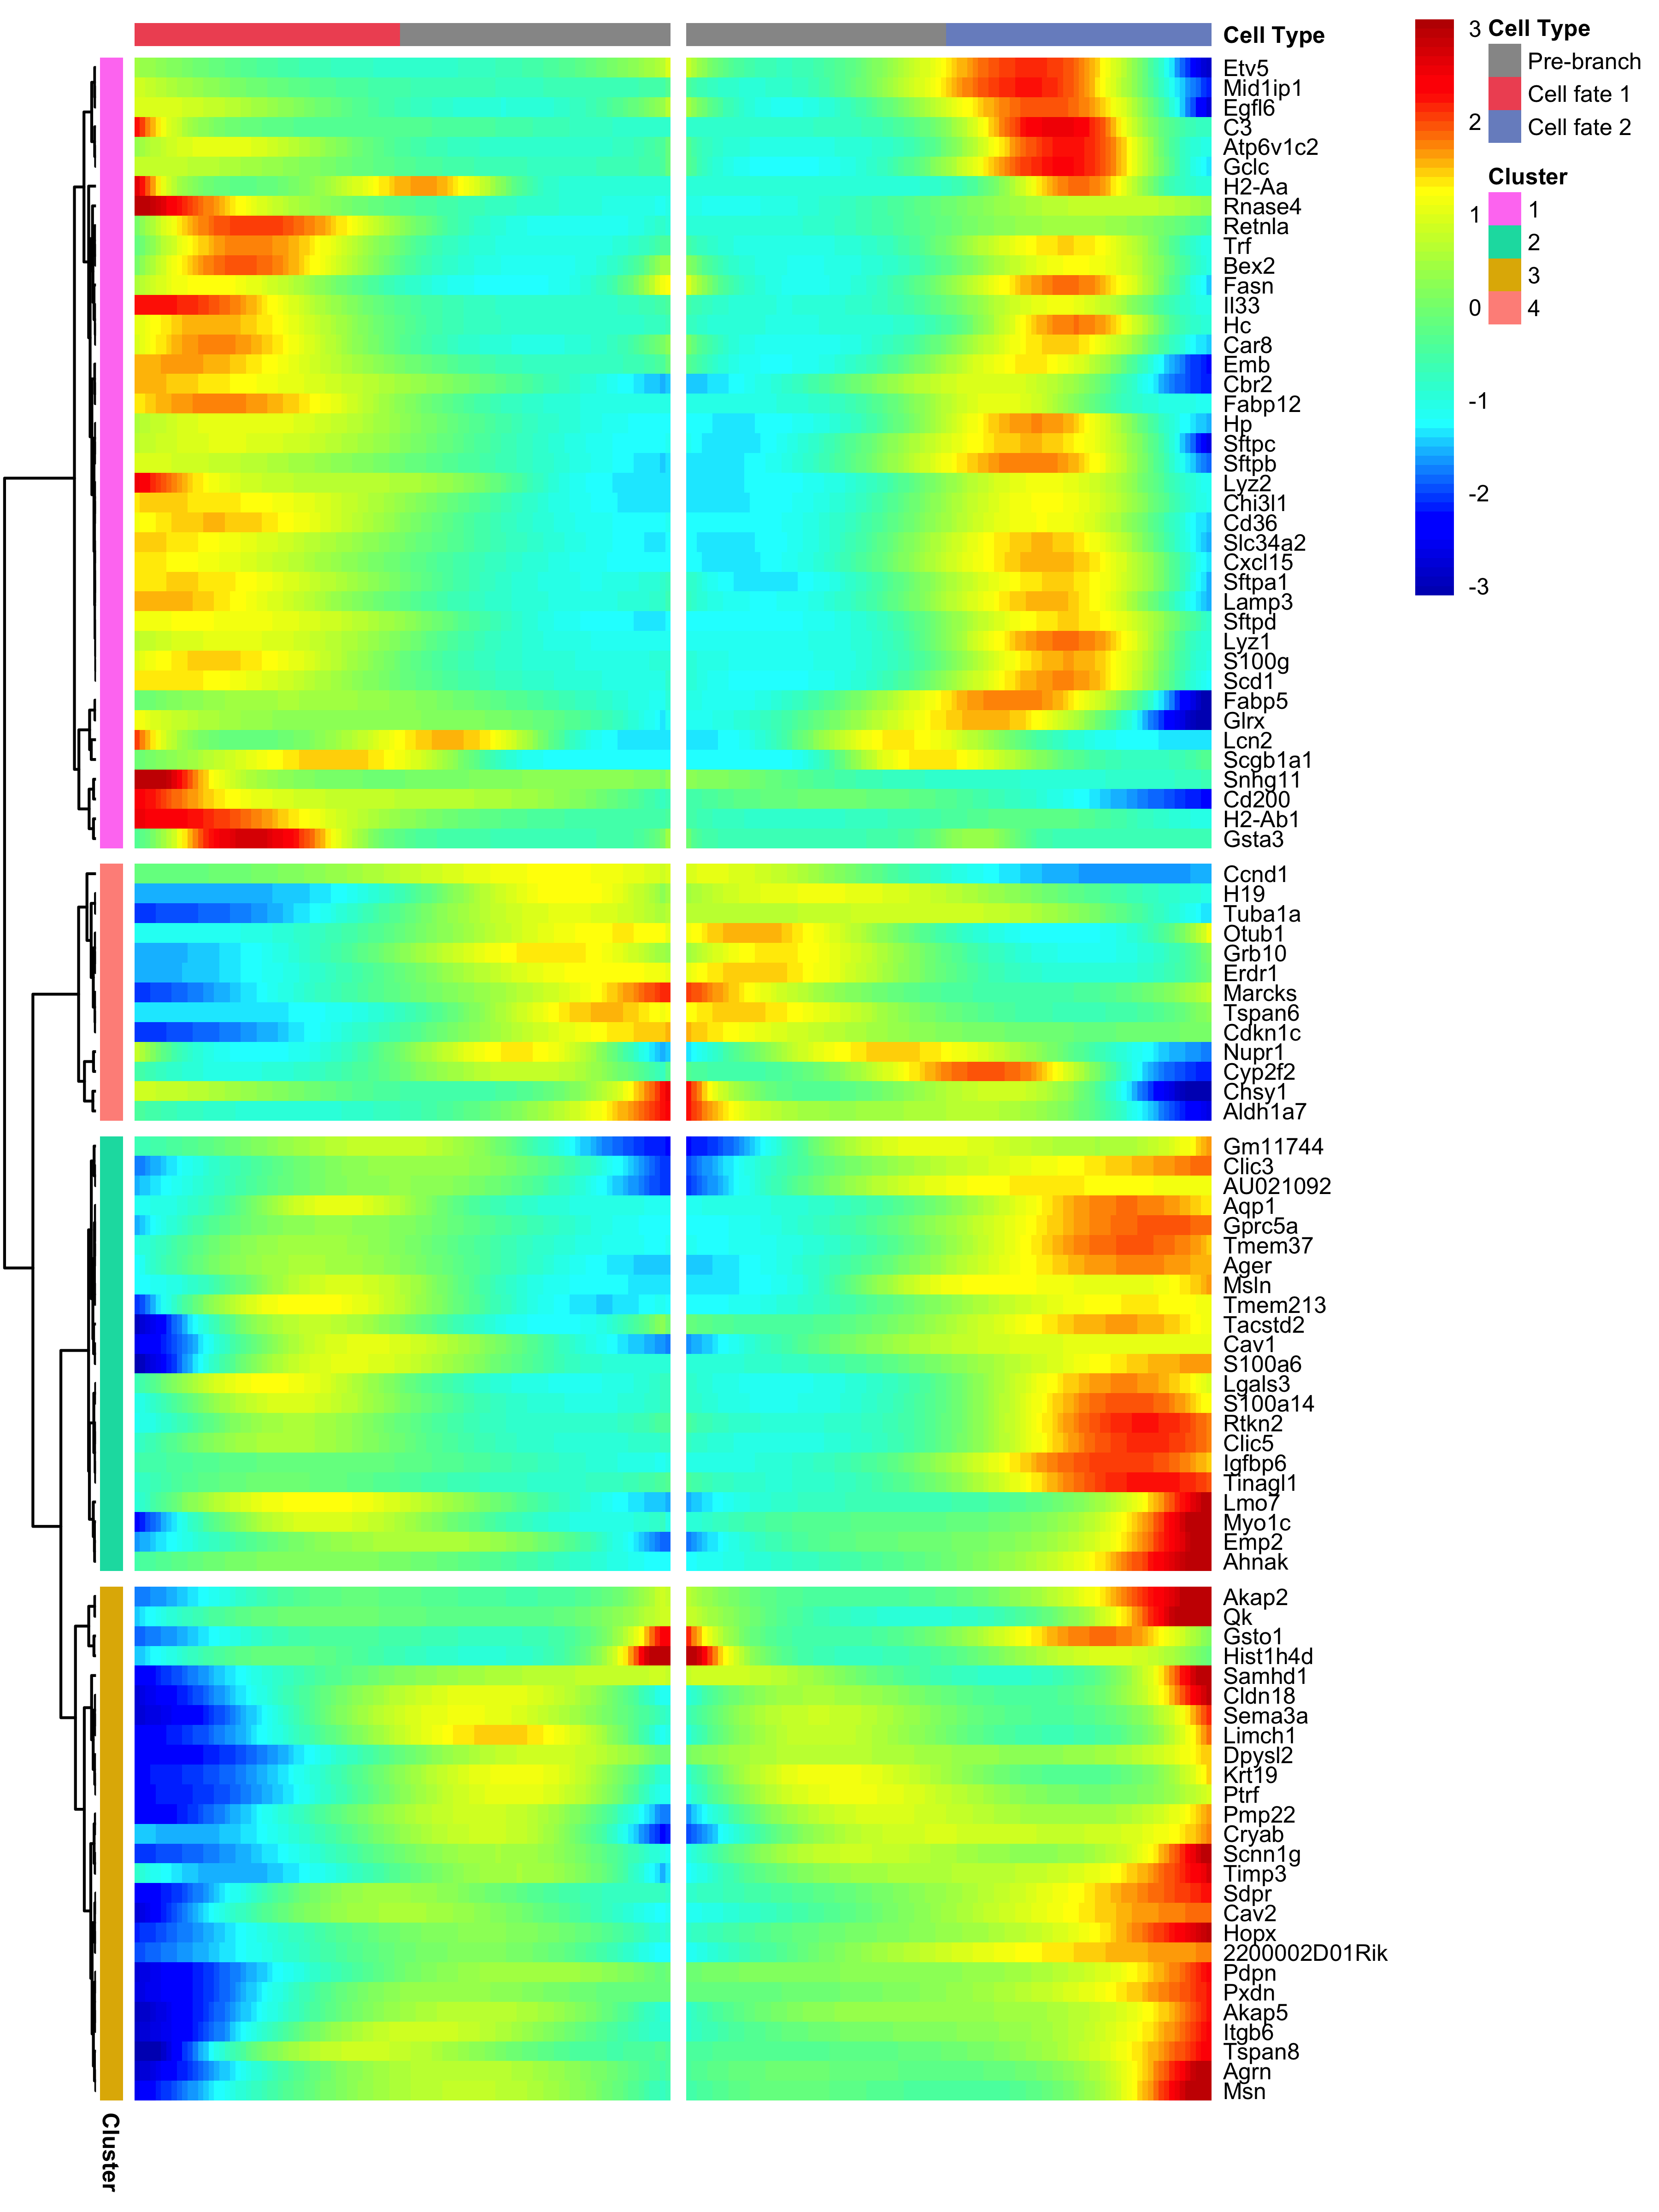 Cell Type
Etv5
Mid1ip1
Egfl6
C3
Atp6v1c2
Gclc
H2-Aa
Rnase4
Retnla
Trf
Bex2
Fasn
Il33
Hc
Car8
Emb
Cbr2
Fabp12
Hp
Sftpc
Sftpb
Lyz2
Chi3l1
Cd36
Slc34a2
Cxcl15
Sftpa1
Lamp3
Sftpd
Lyz1
S100g
Scd1
Fabp5
Glrx
Lcn2
Scgb1a1
Snhg11
Cd200
H2-Ab1
Gsta3
Ccnd1
H19
Tuba1a
Otub1
Grb10
Erdr1
Marcks
Tspan6
Cdkn1c
Nupr1
Cyp2f2
Chsy1
Aldh1a7
Gm11744
Clic3
AU021092
Aqp1
Gprc5a
Tmem37
Ager
Msln
Tmem213
Tacstd2
Cav1
S100a6
Lgals3
S100a14
Rtkn2
Clic5
Igfbp6
Tinagl1
Lmo7
Myo1c
Emp2
Ahnak
Akap2
Qk
Gsto1
Hist1h4d
Samhd1
Cldn18
Sema3a
Limch1
Dpysl2
Krt19
Ptrf
Pmp22
Cryab
Scnn1g
Timp3
Sdpr
Cav2
Hopx
2200002D01Rik
Pdpn
Pxdn
Akap5
Itgb6
Tspan8
Agrn
Msn
Cluster
3
2
1
0
-1
-2
-3
Cell Type
Pre-branch
Cell fate 1
Cell fate 2
Cluster
1
2
3
4